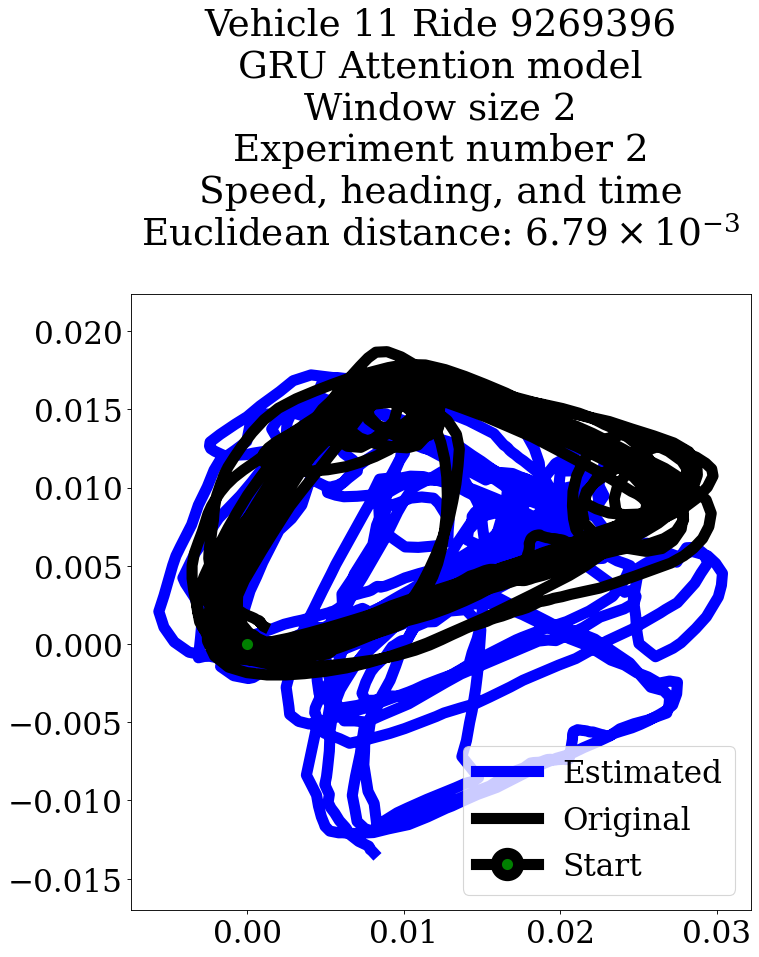 Vehicle 11 Ride 9269396
GRU Attention model
Window size 2
Experiment number 2
Speed, heading, and time
Euclidean distance: 6.79 × 10⁻³
0.020
0.015
0.010
0.005
0.000
−0.005
−0.010
−0.015
Estimated
Original
Start
0.00 0.01 0.02 0.03